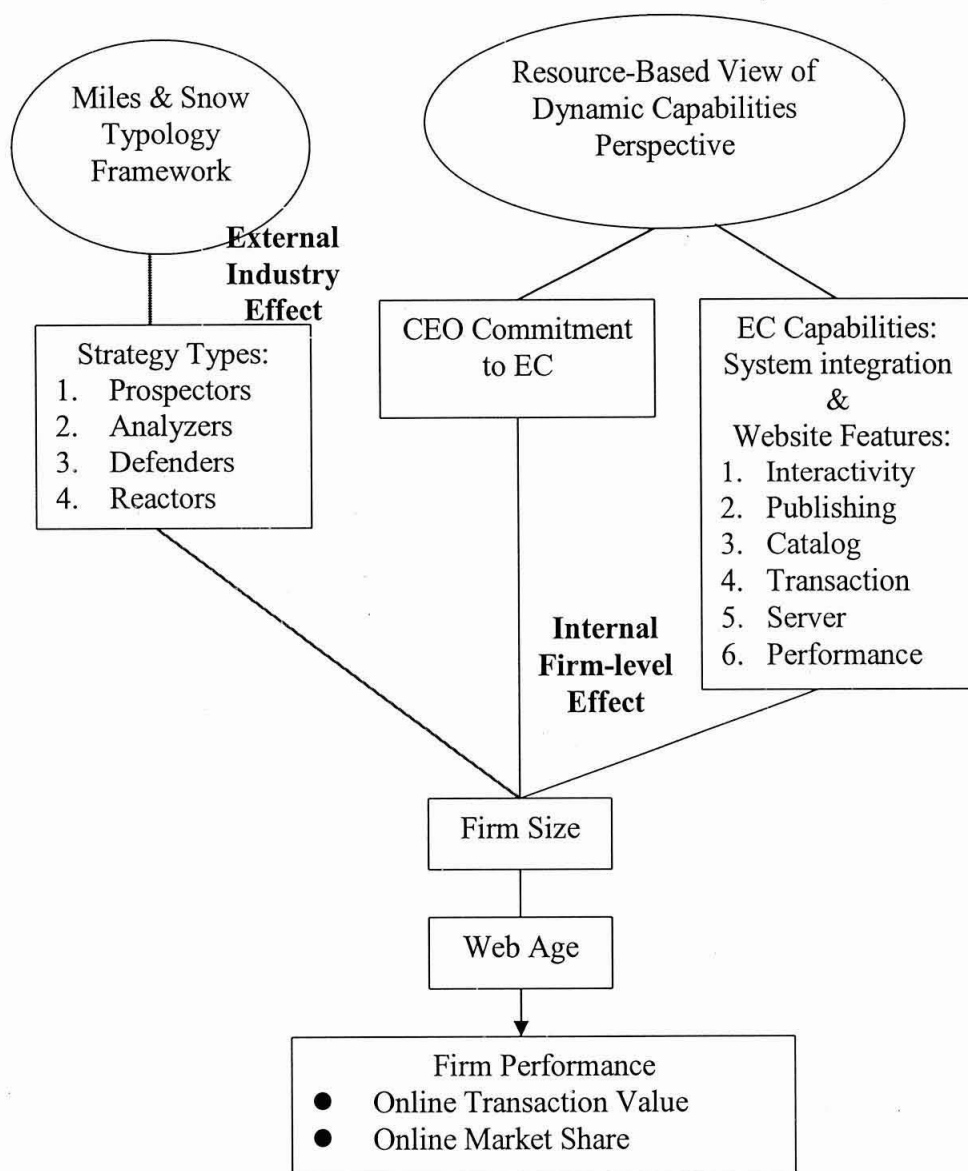 Miles & Snow
Typology
Framework
Resource-Based View of
Dynamic Capabilities
Perspective
External
Industry
Effect
Strategy Types:
1. Prospectors
2. Analyzers
3. Defenders
4. Reactors
CEO Commitment
to EC
EC Capabilities:
System integration
&
Website Features:
1. Interactivity
2. Publishing
3. Catalog
4. Transaction
5. Server
6. Performance
Internal
Firm-level
Effect
Firm Size
Web Age
Firm Performance
● Online Transaction Value
● Online Market Share